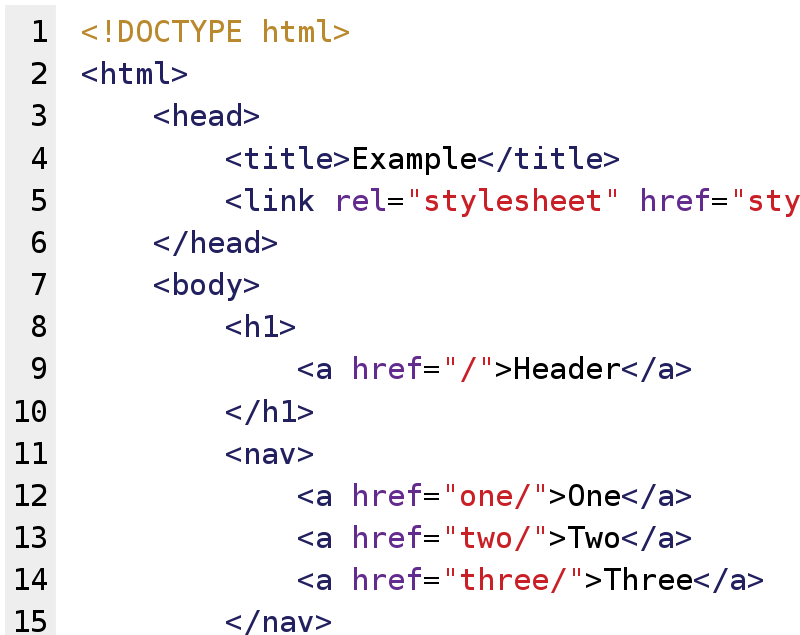 1 <!DOCTYPE html>
2 <html>
3     <head>
4         <title>Example</title>
5         <link rel="stylesheet" href="sty
6     </head>
7     <body>
8         <h1>
9             <a href="/">Header</a>
10         </h1>
11         <nav>
12             <a href="one/">One</a>
13             <a href="two/">Two</a>
14             <a href="three/">Three</a>
15         </nav>